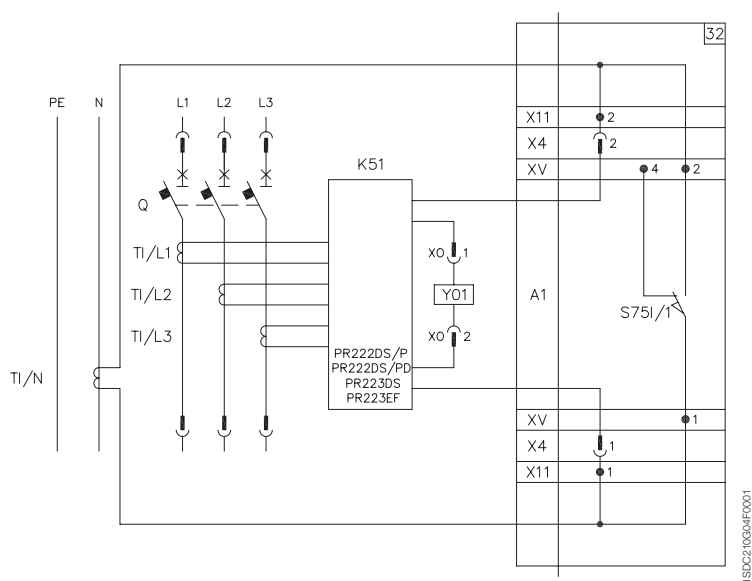 32
PE N L1 L2 L3
X11 2
X4 2
K51
XV 4 2
Q
TI/L1
X0 1
TI/L2
Y01
A1
S75I/1
TI/L3
X0 2
PR222DS/P
PR222DS/PD
PR223DS
PR223EF
TI/N
XV 1
X4 1
X11 1
1SDC210G04F0001